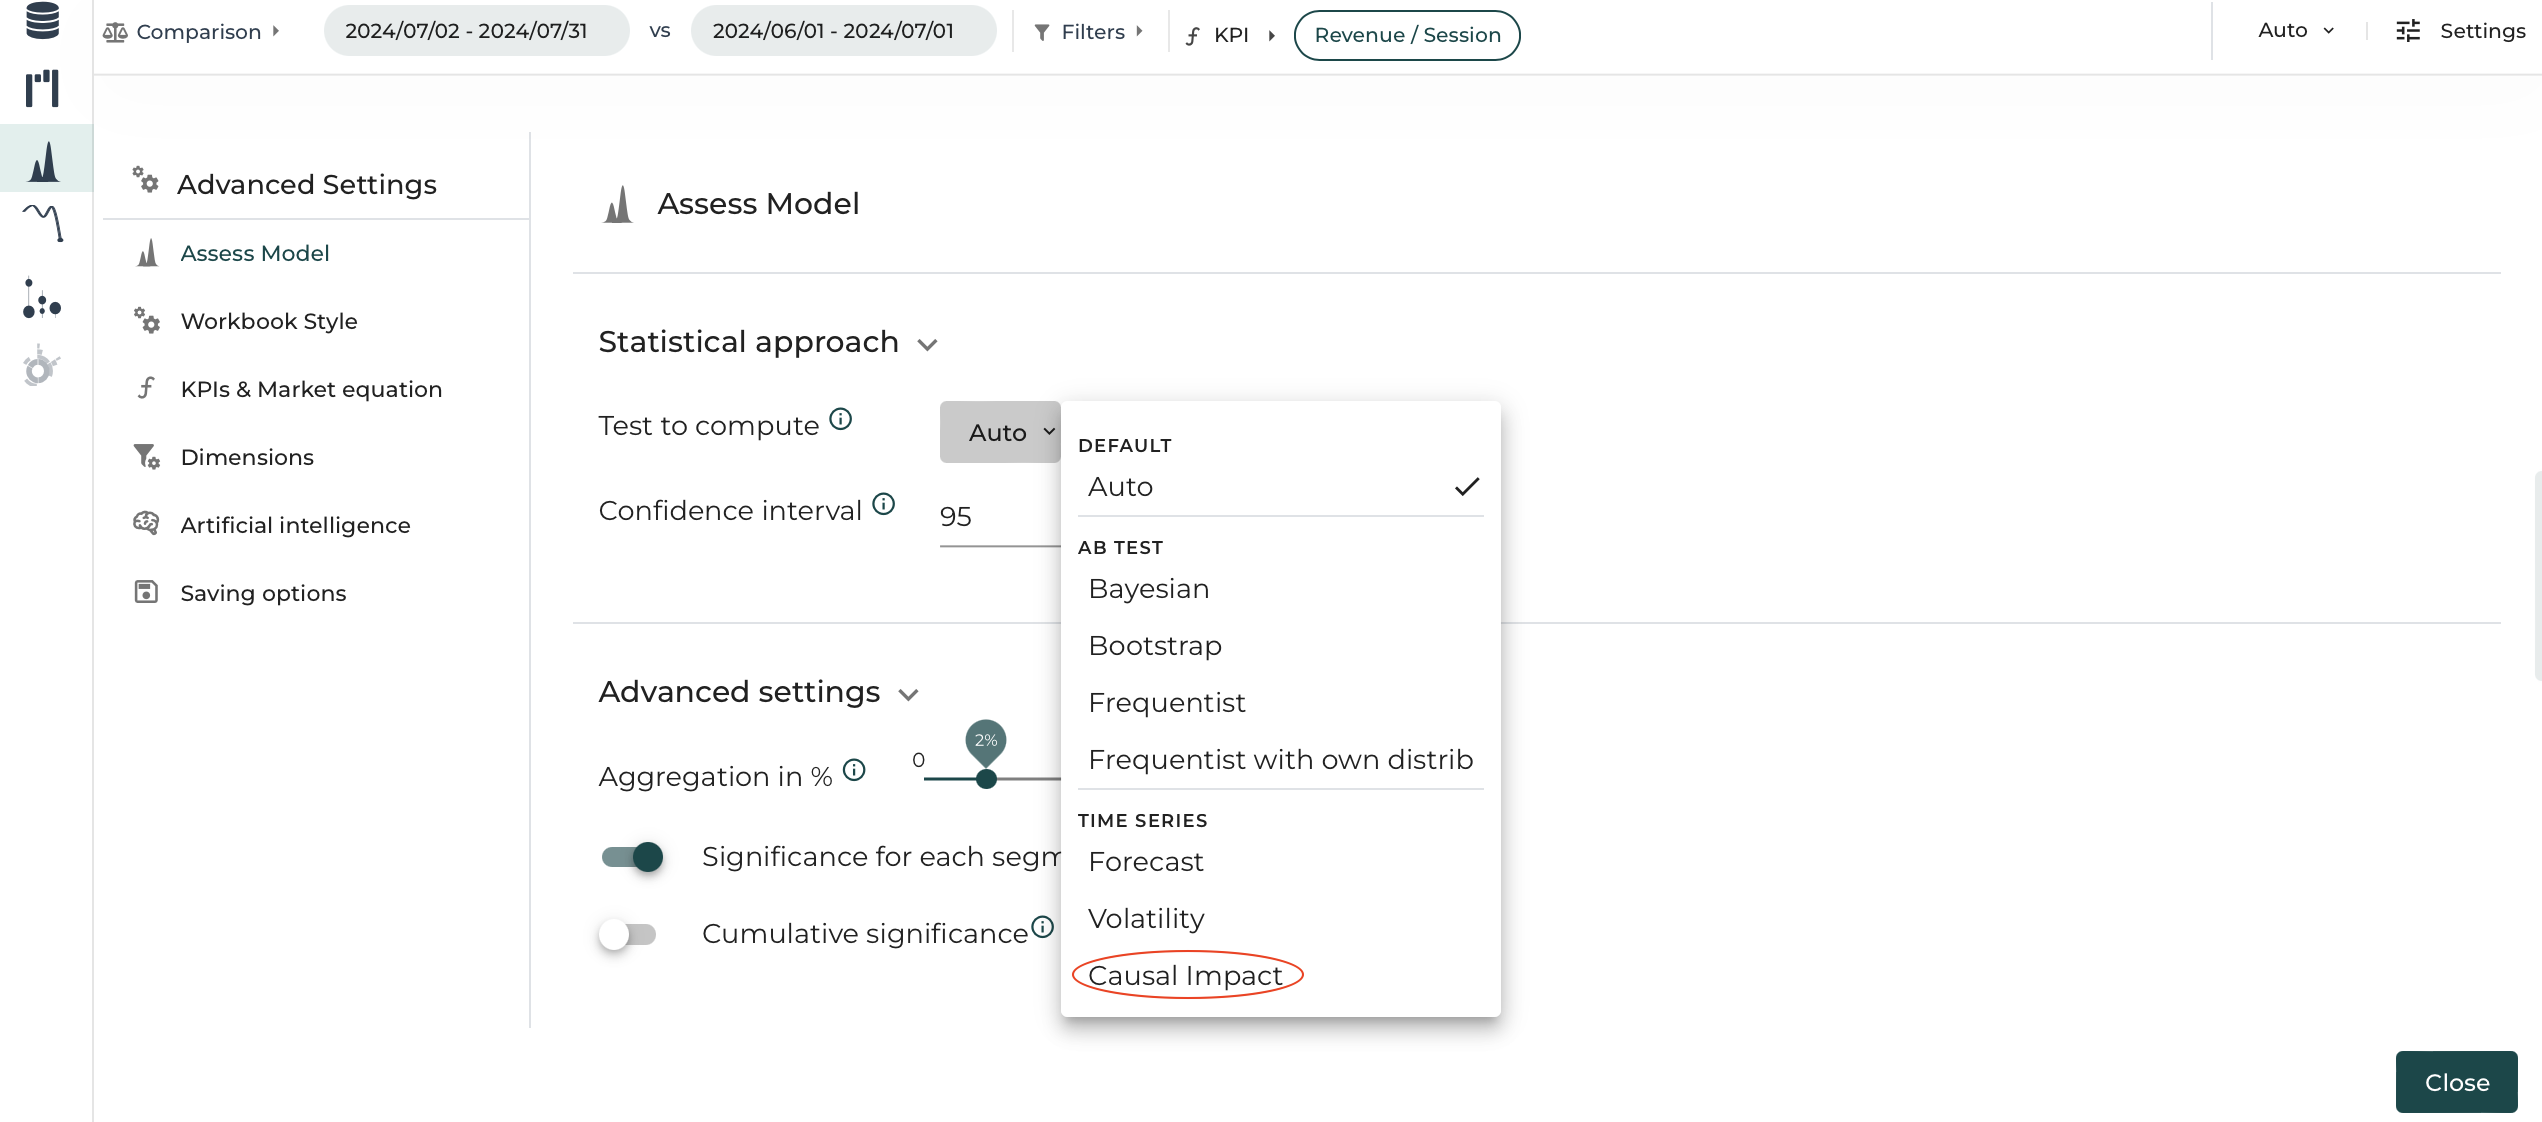 Comparison
2024/07/02 - 2024/07/31 vs 2024/06/01 - 2024/07/01
Filters
KPI
Revenue / Session
Auto
Settings
Advanced Settings
Assess Model
Workbook Style
KPIs & Market equation
Dimensions
Artificial intelligence
Saving options
Assess Model
Statistical approach
Test to compute
Auto
Confidence interval
95
Advanced settings
Aggregation in %
0
2%
Significance for each segm
Cumulative significance
DEFAULT
Auto
AB TEST
Bayesian
Bootstrap
Frequentist
Frequentist with own distrib
TIME SERIES
Forecast
Volatility
Causal Impact
Close